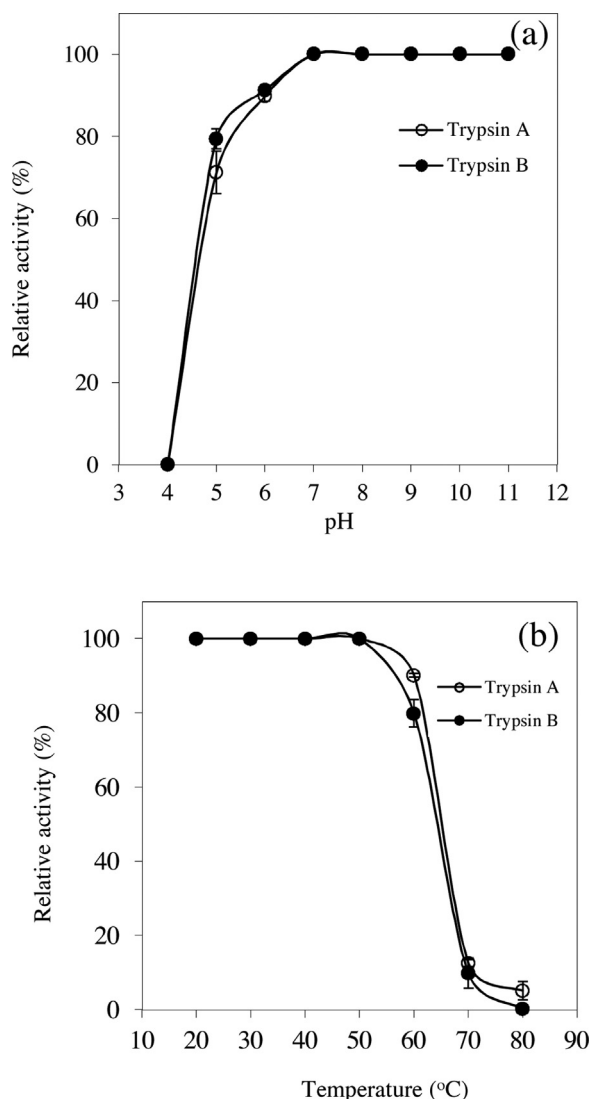 (a)
100
80
60
40
20
0
Relative activity (%)
Trypsin A
Trypsin B
3 4 5 6 7 8 9 10 11 12
pH
(b)
100
80
60
40
20
0
Relative activity (%)
Trypsin A
Trypsin B
10 20 30 40 50 60 70 80 90
Temperature (oC)